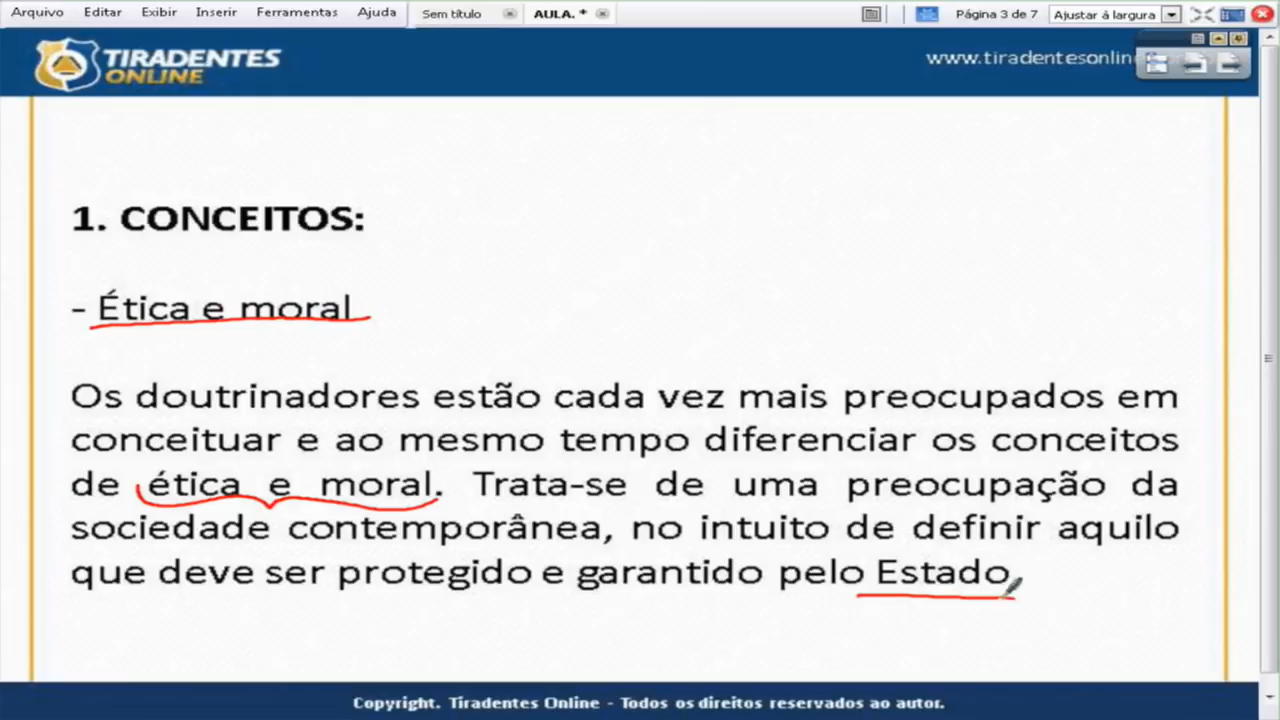 Arquivo Editar Exibir Inserir Ferramentas Ajuda Sem título AULA. * Página 3 de 7 Ajustar à largura
TIRADENTES
ONLINE
www.tiradentesonlin
1. CONCEITOS:
- Ética e moral
Os doutrinadores estão cada vez mais preocupados em
conceituar e ao mesmo tempo diferenciar os conceitos
de ética e moral. Trata-se de uma preocupação da
sociedade contemporânea, no intuito de definir aquilo
que deve ser protegido e garantido pelo Estado.
Copyright. Tiradentes Online - Todos os direitos reservados ao autor.